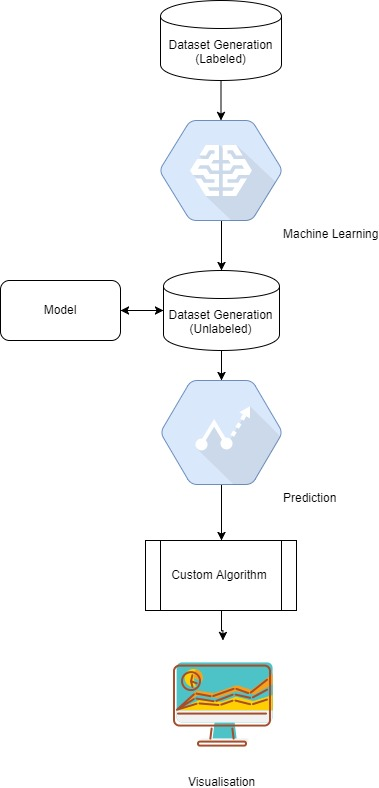 Dataset Generation
(Labeled)
Machine Learning
Model
Dataset Generation
(Unlabeled)
Prediction
Custom Algorithm
Visualisation